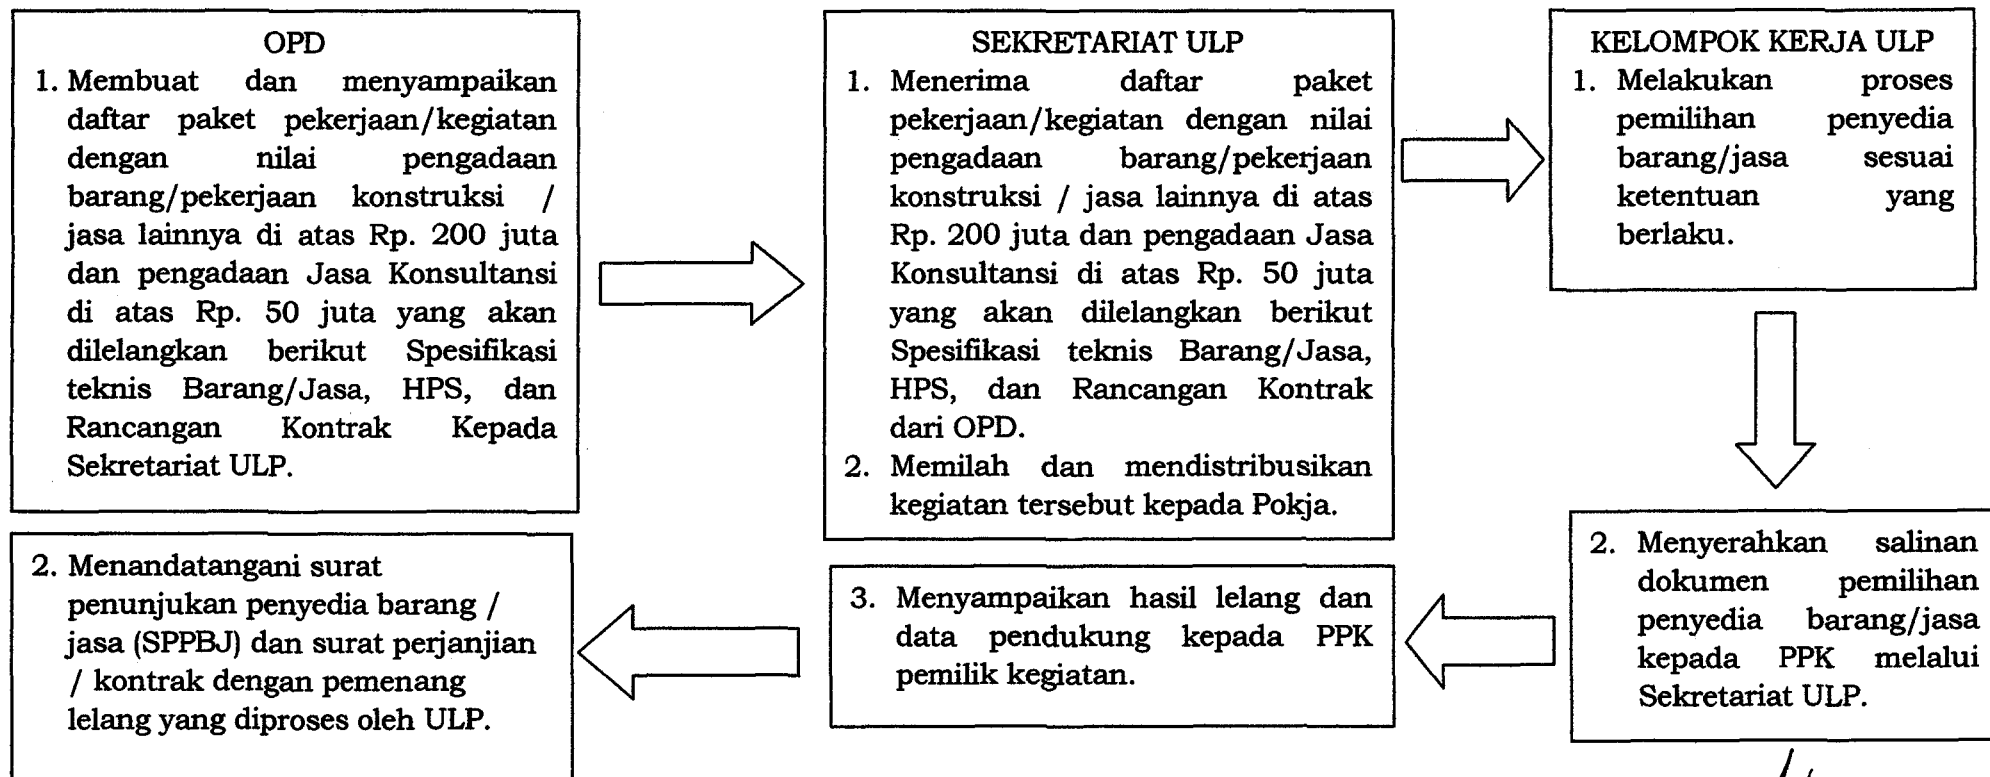 OPD
1. Membuat dan menyampaikan
daftar paket pekerjaan/kegiatan
dengan nilai pengadaan
barang/pekerjaan konstruksi /
jasa lainnya di atas Rp. 200 juta
dan pengadaan Jasa Konsultansi
di atas Rp. 50 juta yang akan
dilelangkan berikut Spesifikasi
teknis Barang/Jasa, HPS, dan
Rancangan Kontrak Kepada
Sekretariat ULP.
SEKRETARIAT ULP
1. Menerima daftar paket
pekerjaan/kegiatan dengan nilai
pengadaan barang/pekerjaan
konstruksi / jasa lainnya di atas
Rp. 200 juta dan pengadaan Jasa
Konsultansi di atas Rp. 50 juta
yang akan dilelangkan berikut
Spesifikasi teknis Barang/Jasa,
HPS, dan Rancangan Kontrak
dari OPD.
2. Memilah dan mendistribusikan
kegiatan tersebut kepada Pokja.
KELOMPOK KERJA ULP
1. Melakukan proses
pemilihan penyedia
barang/jasa sesuai
ketentuan yang
berlaku.
2. Menyerahkan salinan
dokumen pemilihan
penyedia barang/jasa
kepada PPK melalui
Sekretariat ULP.
3. Menyampaikan hasil lelang dan
data pendukung kepada PPK
pemilik kegiatan.
2. Menandatangani surat
penunjukan penyedia barang /
jasa (SPPBJ) dan surat perjanjian
/ kontrak dengan pemenang
lelang yang diproses oleh ULP.